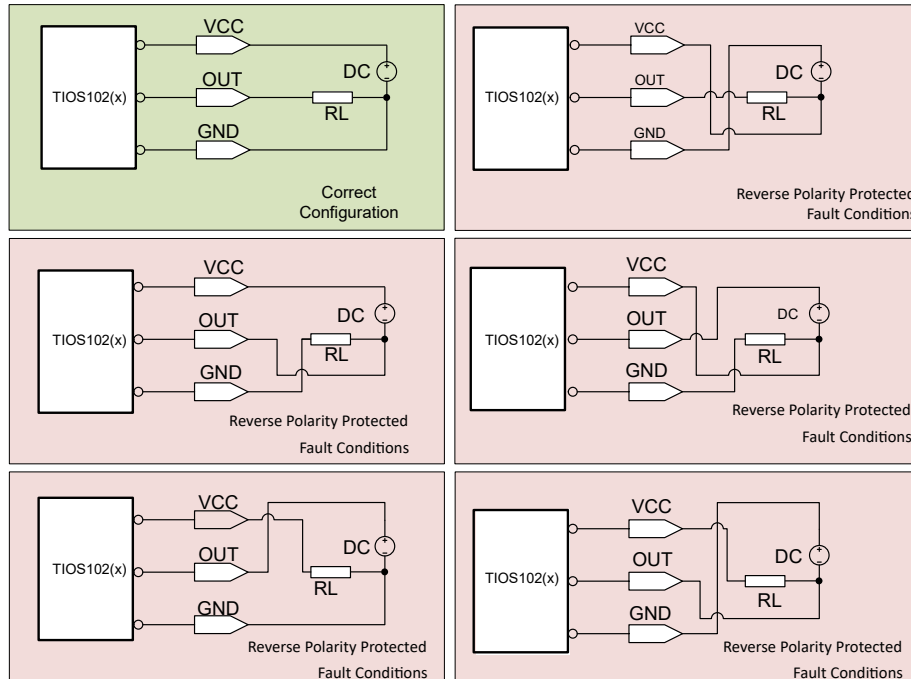 VCC
DC
OUT
TIOS102(x)
RL
GND
Correct
Configuration
VCC
DC
OUT
TIOS102(x)
RL
GND
Reverse Polarity Protected
Fault Conditions
VCC
DC
OUT
TIOS102(x)
RL
GND
Reverse Polarity Protected
Fault Conditions
VCC
DC
OUT
TIOS102(x)
RL
GND
Reverse Polarity Protected
Fault Conditions
VCC
DC
OUT
TIOS102(x)
RL
GND
Reverse Polarity Protected
Fault Conditions
VCC
DC
OUT
TIOS102(x)
RL
GND
Reverse Polarity Protected
Fault Conditions